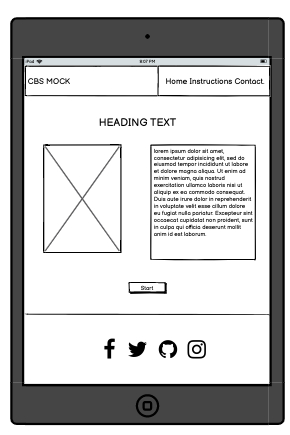 iPad 8:07 PM
CBS MOCK
Home Instructions Contact
HEADING TEXT
lorem ipsum dolor sit amet,
consectetur adipisicing elit, sed do
eiusmod tempor incididunt ut labore
et dolore magna aliqua. Ut enim ad
minim veniam, quis nostrud
exercitation ullamco laboris nisi ut
aliquip ex ea commodo consequat.
Duis aute irure dolor in reprehenderit
in voluptate velit esse cillum dolore
eu fugiat nulla pariatur. Excepteur sint
occaecat cupidatat non proident, sunt
in culpa qui officia deserunt mollit
anim id est laborum.
Start